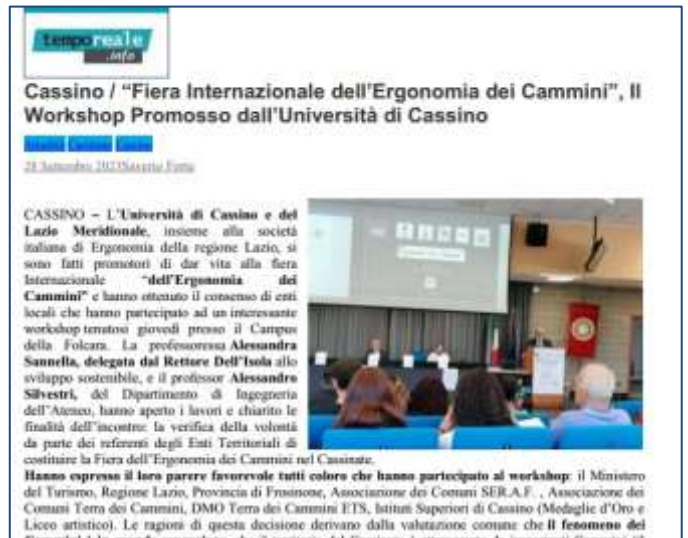 temporeale
.info
Cassino / “Fiera Internazionale dell’Ergonomia dei Cammini”, Il
Workshop Promosso dall’Università di Cassino
Attualità Cassinate Cassino
28 Settembre 2023Saverio Forte
CASSINO – L’Università di Cassino e del
Lazio Meridionale, insieme alla società
italiana di Ergonomia della regione Lazio, si
sono fatti promotori di dar vita alla fiera
Internazionale “dell’Ergonomia dei
Cammini” e hanno ottenuto il consenso di enti
locali che hanno partecipato ad un interessante
workshop tenutosi giovedì presso il Campus
della Folcara. La professoressa Alessandra
Sannella, delegata dal Rettore Dell’Isola allo
sviluppo sostenibile, e il professor Alessandro
Silvestri, del Dipartimento di Ingegneria
dell’Ateneo, hanno aperto i lavori e chiarito le
finalità dell’incontro: la verifica della volontà
da parte dei referenti degli Enti Territoriali di
costituire la Fiera dell’Ergonomia dei Cammini nel Cassinate.
Hanno espresso il loro parere favorevole tutti coloro che hanno partecipato al workshop: il Ministero
del Turismo, Regione Lazio, Provincia di Frosinone, Associazione dei Comuni SER.A.F. , Associazione dei
Comuni Terra dei Cammini, DMO Terra dei Cammini ETS, Istituti Superiori di Cassino (Medaglie d’Oro e
Liceo artistico). Le ragioni di questa decisione derivano dalla valutazione comune che il fenomeno dei